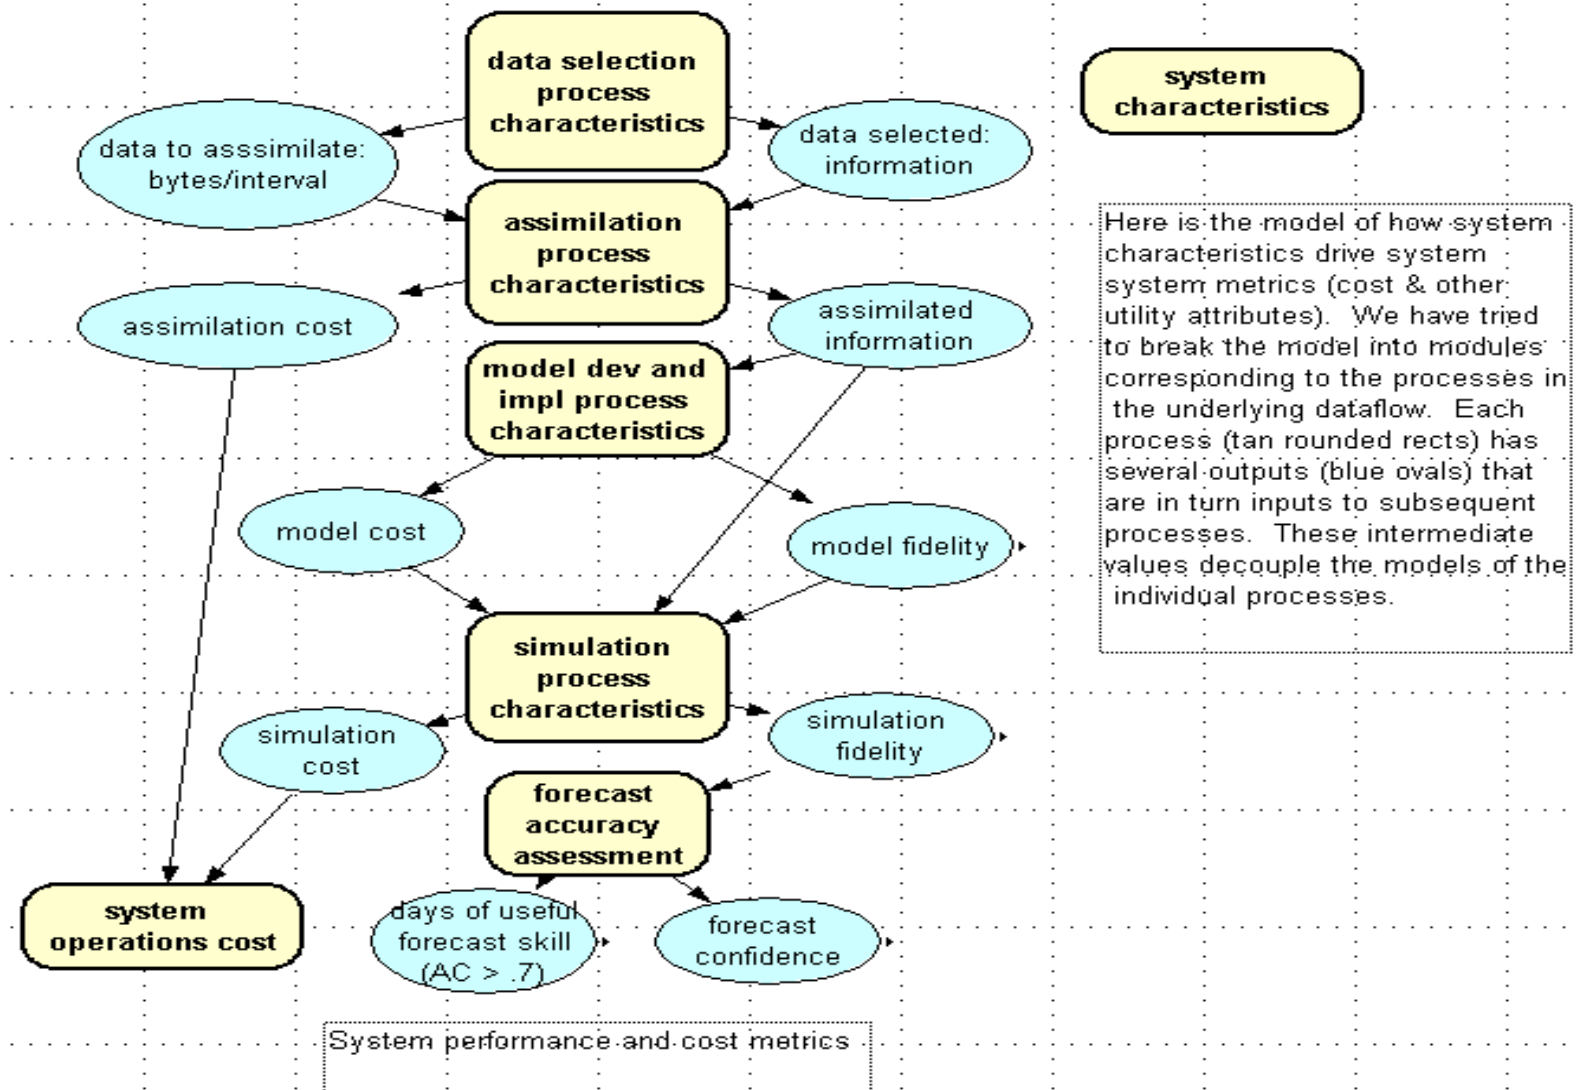 data selection
process
characteristics
system
characteristics
data to asssimilate:
bytes/interval
data selected:
information
assimilation
process
characteristics
Here is the model of how system
characteristics drive system
system metrics (cost & other
utility attributes). We have tried
to break the model into modules
corresponding to the processes in
the underlying dataflow. Each
process (tan rounded rects) has
several outputs (blue ovals) that
are in turn inputs to subsequent
processes. These intermediate
values decouple the models of the
individual processes.
assimilation cost
assimilated
information
model dev and
impl process
characteristics
model cost
model fidelity
simulation
process
characteristics
simulation
cost
simulation
fidelity
forecast
accuracy
assessment
system
operations cost
days of useful
forecast skill
(AC > .7)
forecast
confidence
System performance and cost metrics